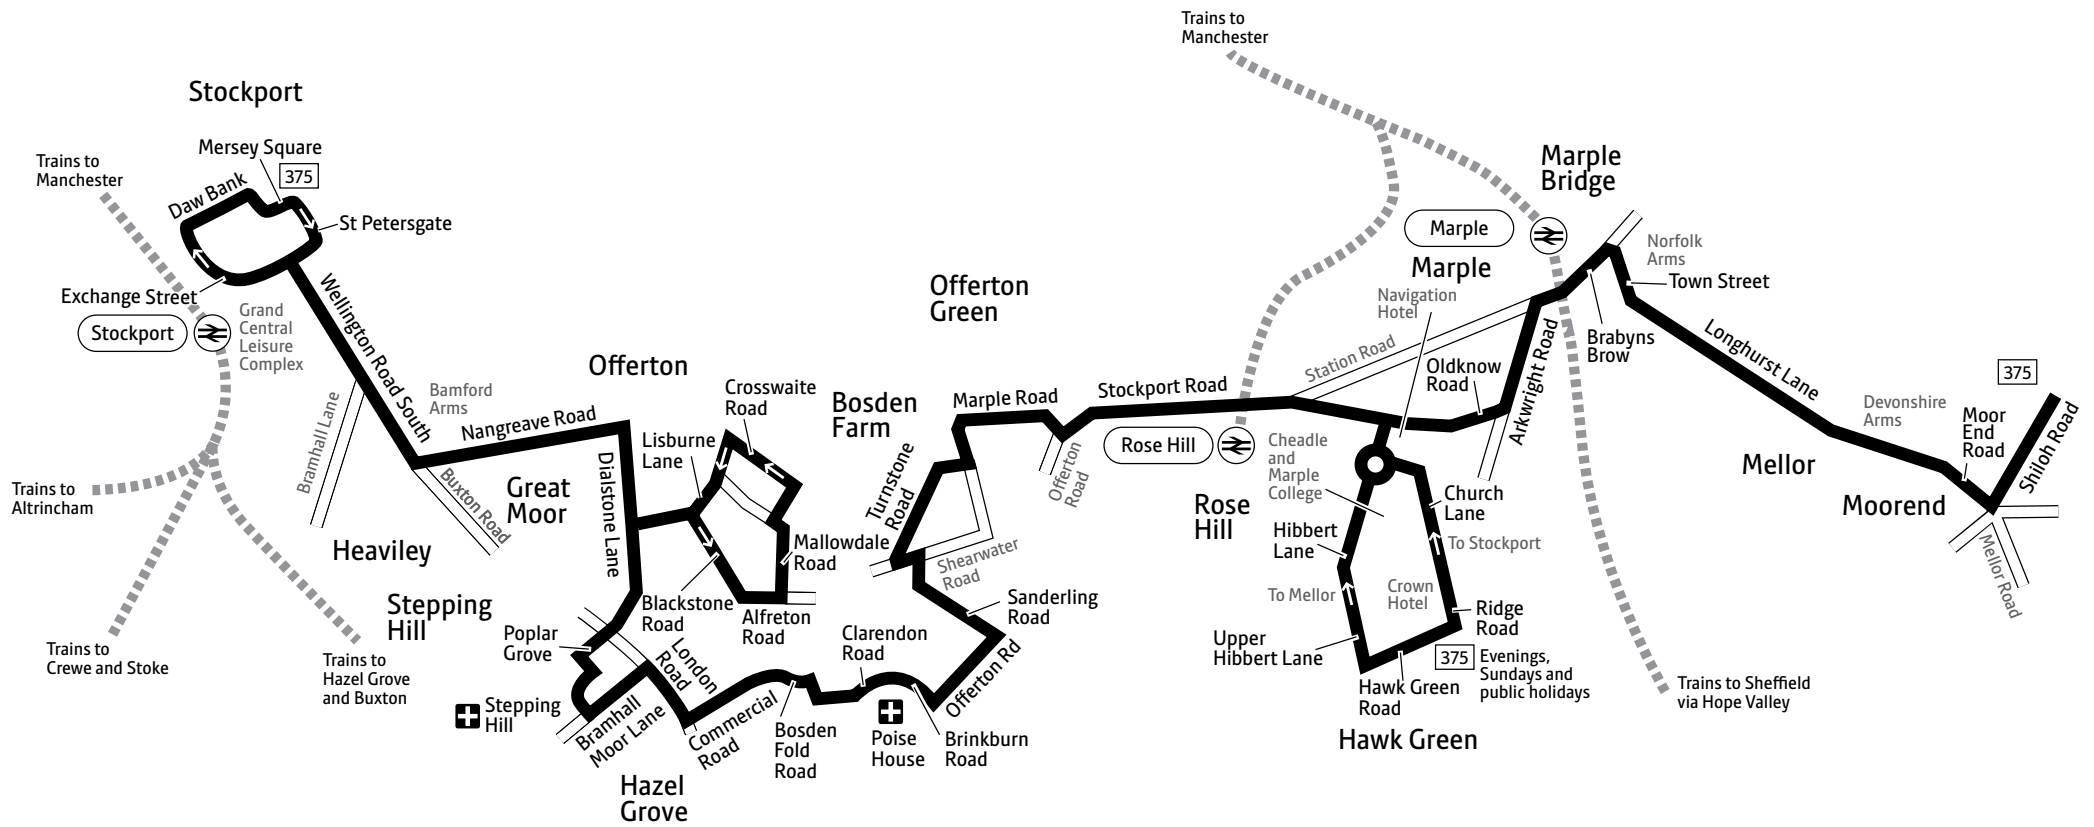 Trains to
Manchester
Stockport
Mersey Square
375
Trains to
Manchester
Daw Bank
St Petersgate
Exchange Street
Stockport
Grand
Central
Leisure
Complex
Wellington Road South
Bramhall Lane
Bamford
Arms
Nangreave Road
Buxton Road
Heaviley
Great
Moor
Trains to
Altrincham
Trains to
Crewe and Stoke
Trains to
Hazel Grove
and Buxton
Offerton
Dialstone Lane
Lisburne
Lane
Crosswaite
Road
Mallowdale
Road
Blackstone
Road
Alfreton
Road
Stepping
Hill
Poplar
Grove
London
Road
Stepping
Hill
Bramhall
Moor Lane
Commercial
Road
Hazel
Grove
Bosden
Fold
Road
Clarendon
Road
Poise
House
Brinkburn
Road
Offerton Rd
Sanderling
Road
Shearwater
Road
Turnstone
Road
Bosden
Farm
Offerton
Green
Marple Road
Offerton
Road
Stockport Road
Rose Hill
Rose
Hill
Cheadle
and
Marple
College
Station Road
Navigation
Hotel
Marple
Marple
Marple
Bridge
Oldknow
Road
Arkwright Road
Brabyns
Brow
Norfolk
Arms
Town Street
Longhurst Lane
Hibbert
Lane
To Mellor
Upper
Hibbert Lane
Church
Lane
To Stockport
Crown
Hotel
Ridge
Road
375
Evenings,
Sundays and
public holidays
Hawk Green
Road
Hawk Green
Trains to Sheffield
via Hope Valley
Mellor
Devonshire
Arms
Moorend
Moor
End
Road
375
Shiloh Road
Mellor Road